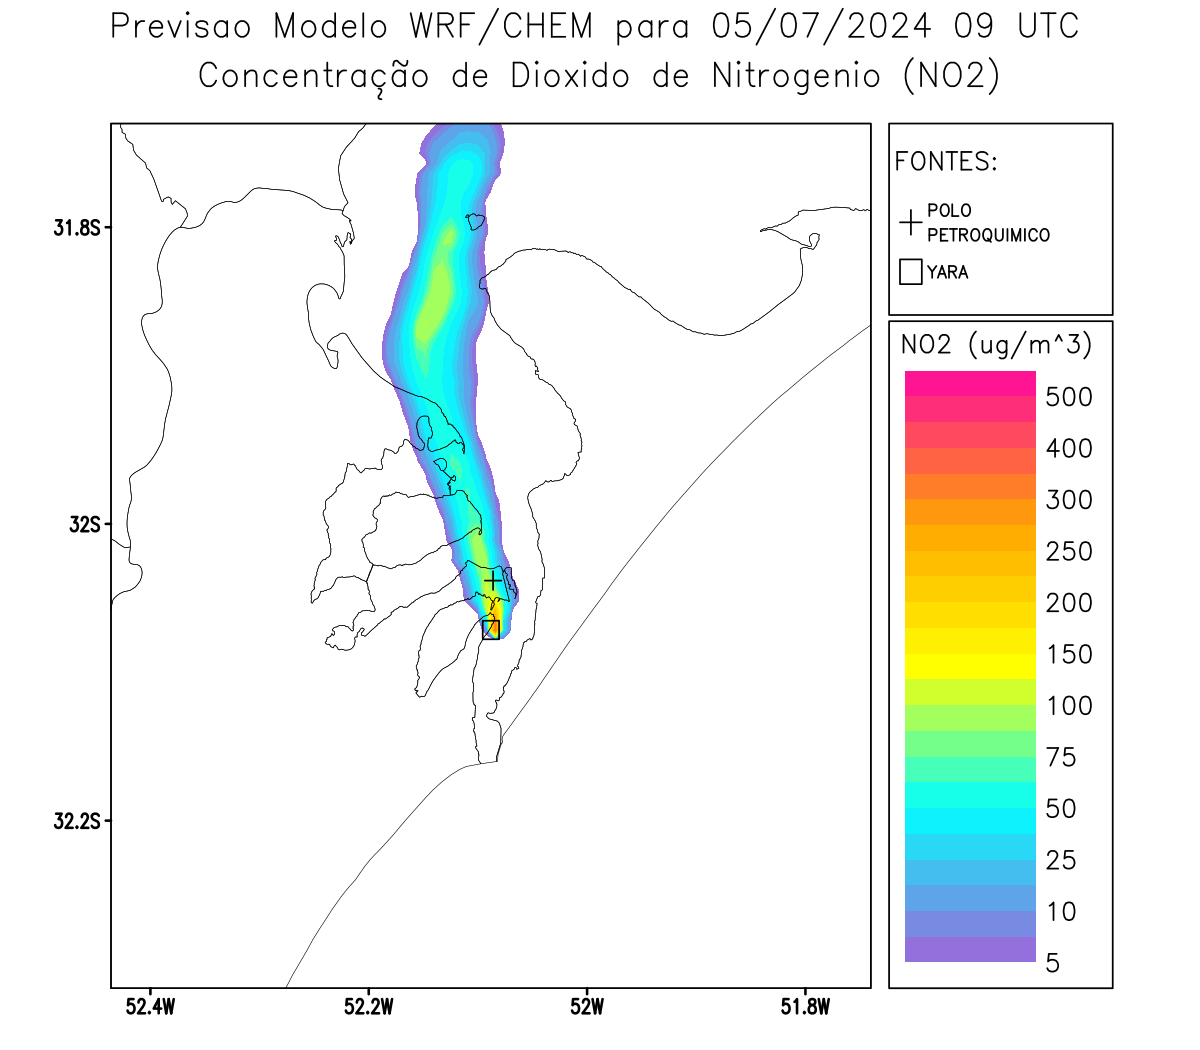 Previsao Modelo WRF/CHEM para 05/07/2024 09 UTC
Concentração de Dioxido de Nitrogenio (NO2)
FONTES:
POLO
PETROQUIMICO
YARA
NO2 (ug/m^3)
500
400
300
250
200
150
100
75
50
25
10
5
31.8S
32S
32.2S
52.4W
52.2W
52W
51.8W